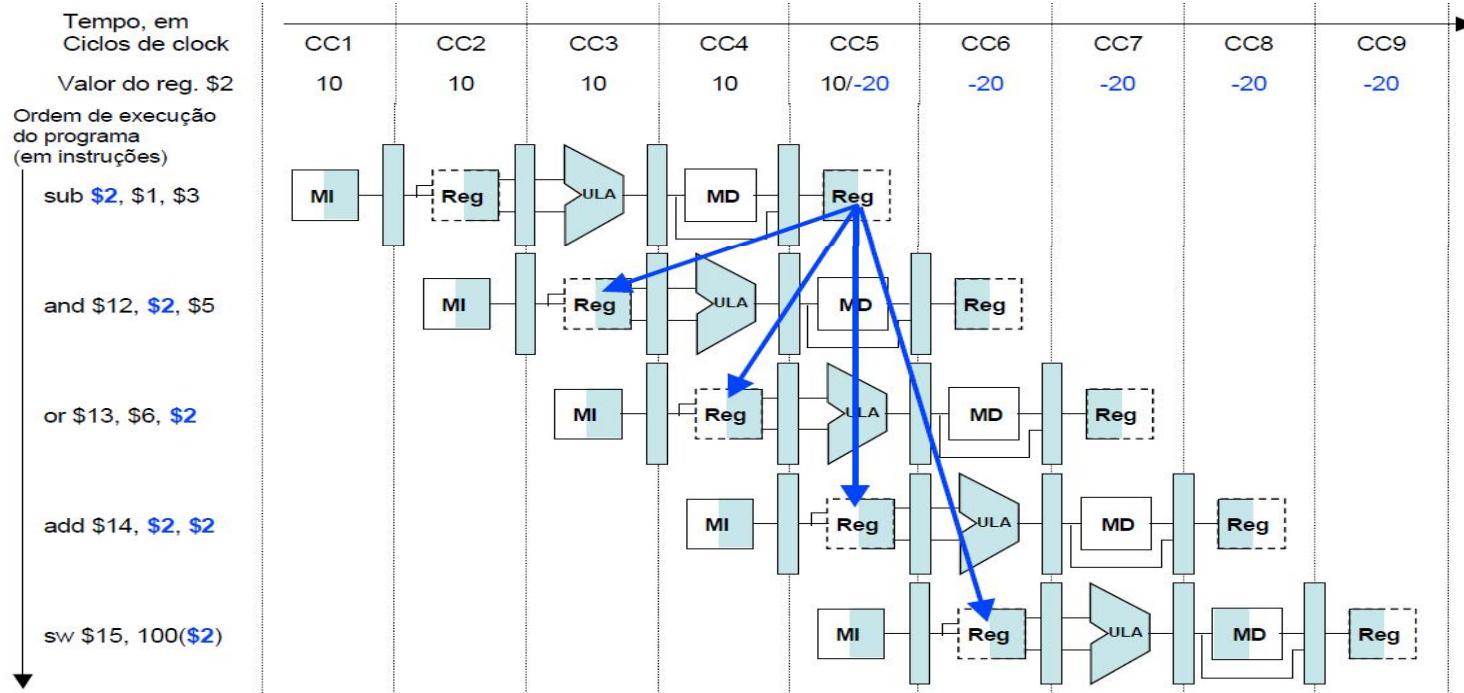 Tempo, em
Ciclos de clock CC1 CC2 CC3 CC4 CC5 CC6 CC7 CC8 CC9
Valor do reg. $2 10 10 10 10 10/-20 -20 -20 -20 -20
Ordem de execução
do programa
(em instruções)
sub $2, $1, $3 MI Reg ULA MD Reg
and $12, $2, $5 MI Reg ULA MD Reg
or $13, $6, $2 MI Reg ULA MD Reg
add $14, $2, $2 MI Reg ULA MD Reg
sw $15, 100($2) MI Reg ULA MD Reg